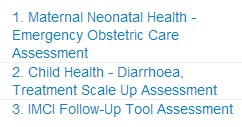 1. Maternal Neonatal Health -
Emergency Obstetric Care
Assessment
2. Child Health - Diarrhoea,
Treatment Scale Up Assessment
3. IMCI Follow-Up Tool Assessment